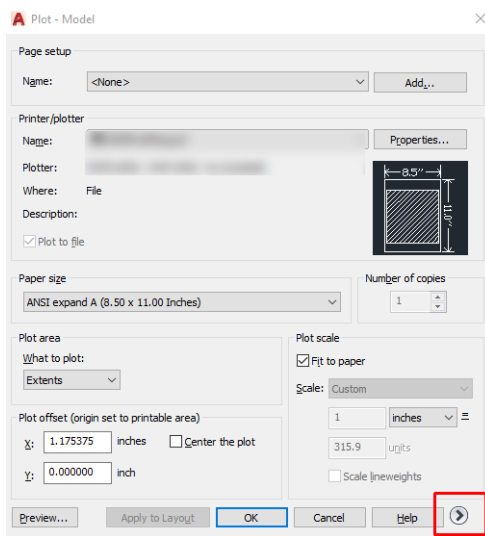 Plot - Model
Page setup
Name: <None> Add...
Printer/plotter
Name: Properties...
Plotter:
Where: File
Description:
Plot to file
8.5''
11.0''
Paper size
ANSI expand A (8.50 x 11.00 Inches)
Number of copies
1
Plot area
What to plot:
Extents
Plot scale
Fit to paper
Scale: Custom
1 inches =
315.9 units
Scale lineweights
Plot offset (origin set to printable area)
X: 1.175375 inches Center the plot
Y: 0.000000 inch
Preview... Apply to Layout OK Cancel Help